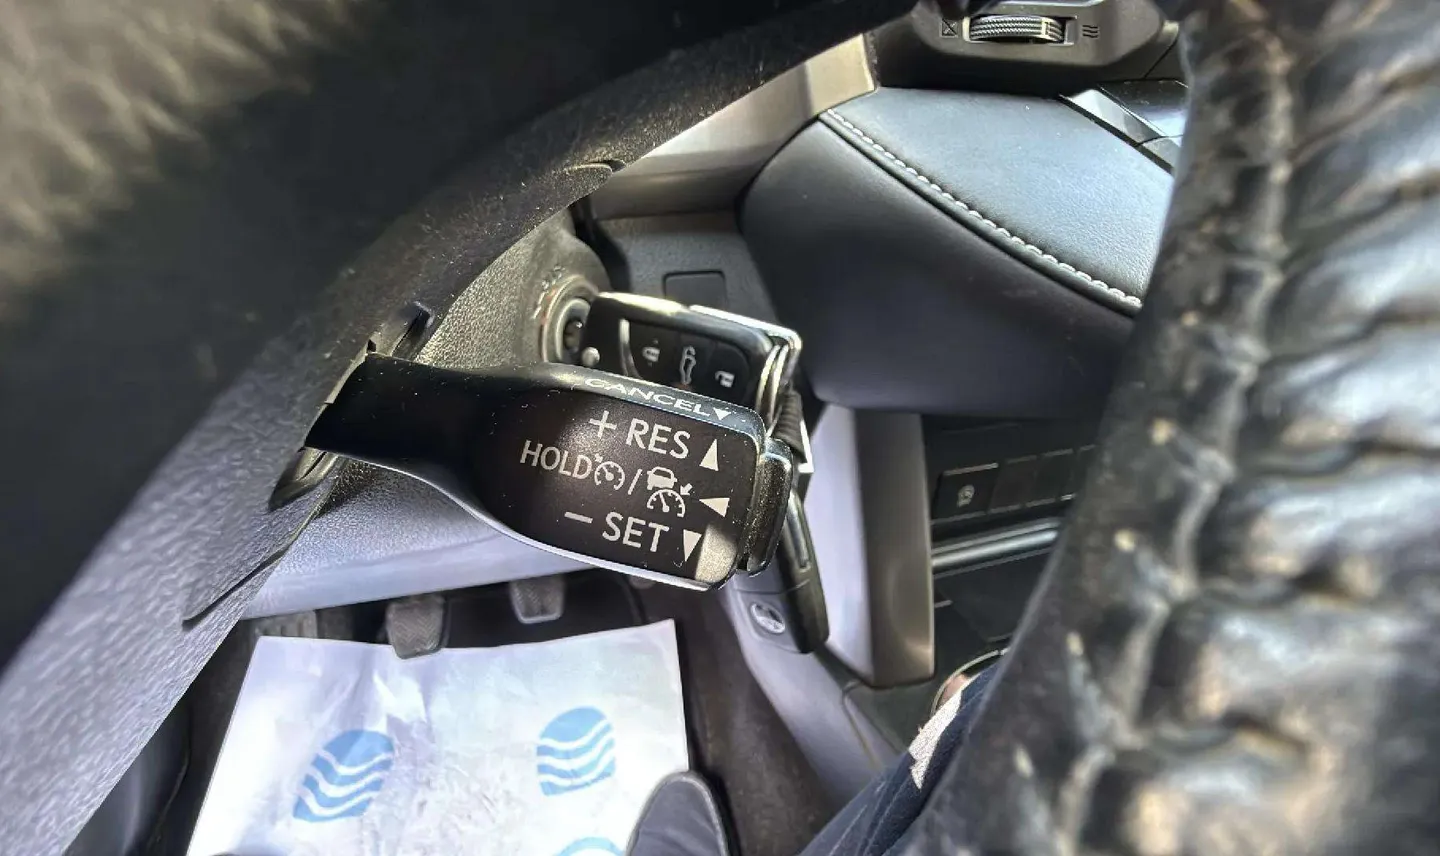 CANCEL▼
+ RES ▲
HOLD /
− SET ▼